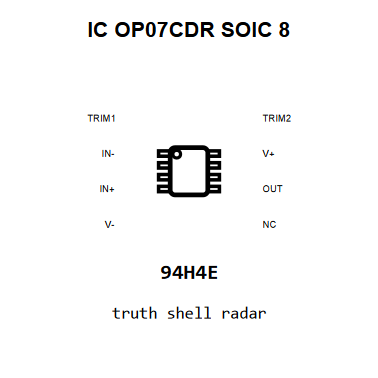 IC OP07CDR SOIC 8
TRIM1 TRIM2
IN- V+
IN+ OUT
V- NC
94H4E
truth shell radar